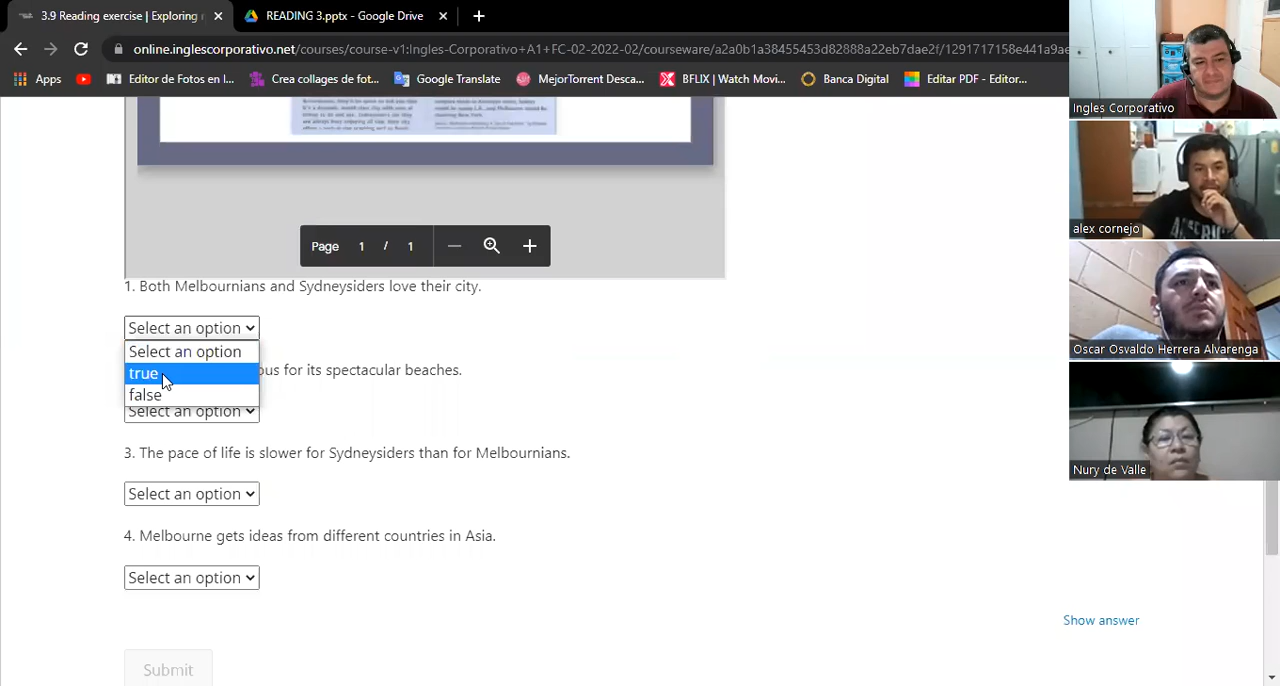 3.9 Reading exercise | Exploring
READING 3.pptx - Google Drive
online.inglescorporativo.net/courses/course-v1:Ingles-Corporativo+A1+FC-02-2022-02/courseware/a2a0b1a38455453d82888a22eb7dae2f/1291717158e441a9ae
Apps
Editor de Fotos en l...
Crea collages de fot...
Google Translate
MejorTorrent Desca...
BFLIX | Watch Movi...
Banca Digital
Editar PDF - Editor...
Page 1 / 1
1. Both Melbournians and Sydneysiders love their city.
Select an option
Select an option
true
false
ous for its spectacular beaches.
Select an option
3. The pace of life is slower for Sydneysiders than for Melbournians.
Select an option
4. Melbourne gets ideas from different countries in Asia.
Select an option
Show answer
Submit
Ingles Corporativo
alex cornejo
Oscar Osvaldo Herrera Alvarenga
Nury de Valle